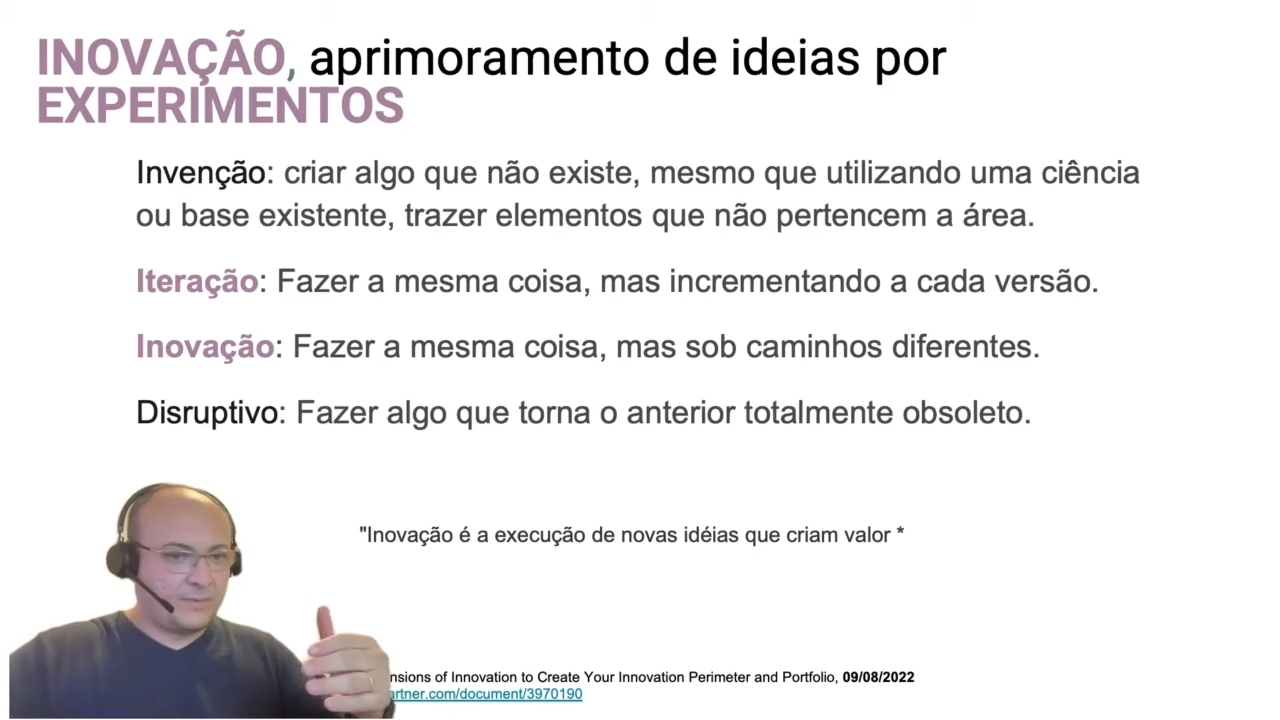 INOVAÇÃO, aprimoramento de ideias por
EXPERIMENTOS
Invenção: criar algo que não existe, mesmo que utilizando uma ciência
ou base existente, trazer elementos que não pertencem a área.
Iteração: Fazer a mesma coisa, mas incrementando a cada versão.
Inovação: Fazer a mesma coisa, mas sob caminhos diferentes.
Disruptivo: Fazer algo que torna o anterior totalmente obsoleto.
"Inovação é a execução de novas idéias que criam valor *
of Innovation to Create Your Innovation Perimeter and Portfolio, 09/08/2022
artner.com/document/3970190